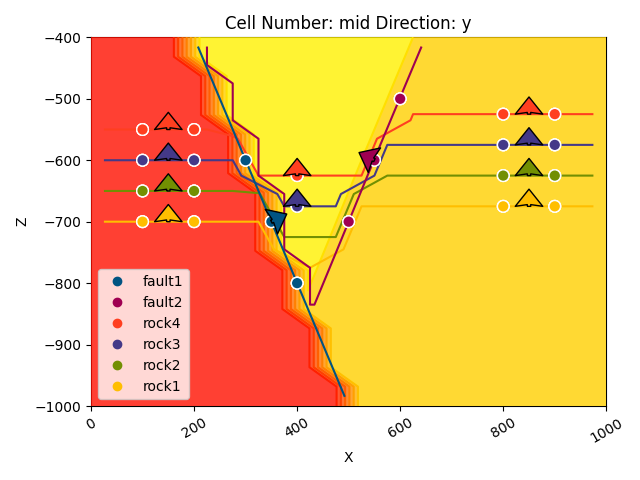 Cell Number: mid Direction: y
−400
−500
−600
−700
−800
−900
−1000
Z
fault1
fault2
rock4
rock3
rock2
rock1
0
200
400
600
800
1000
X